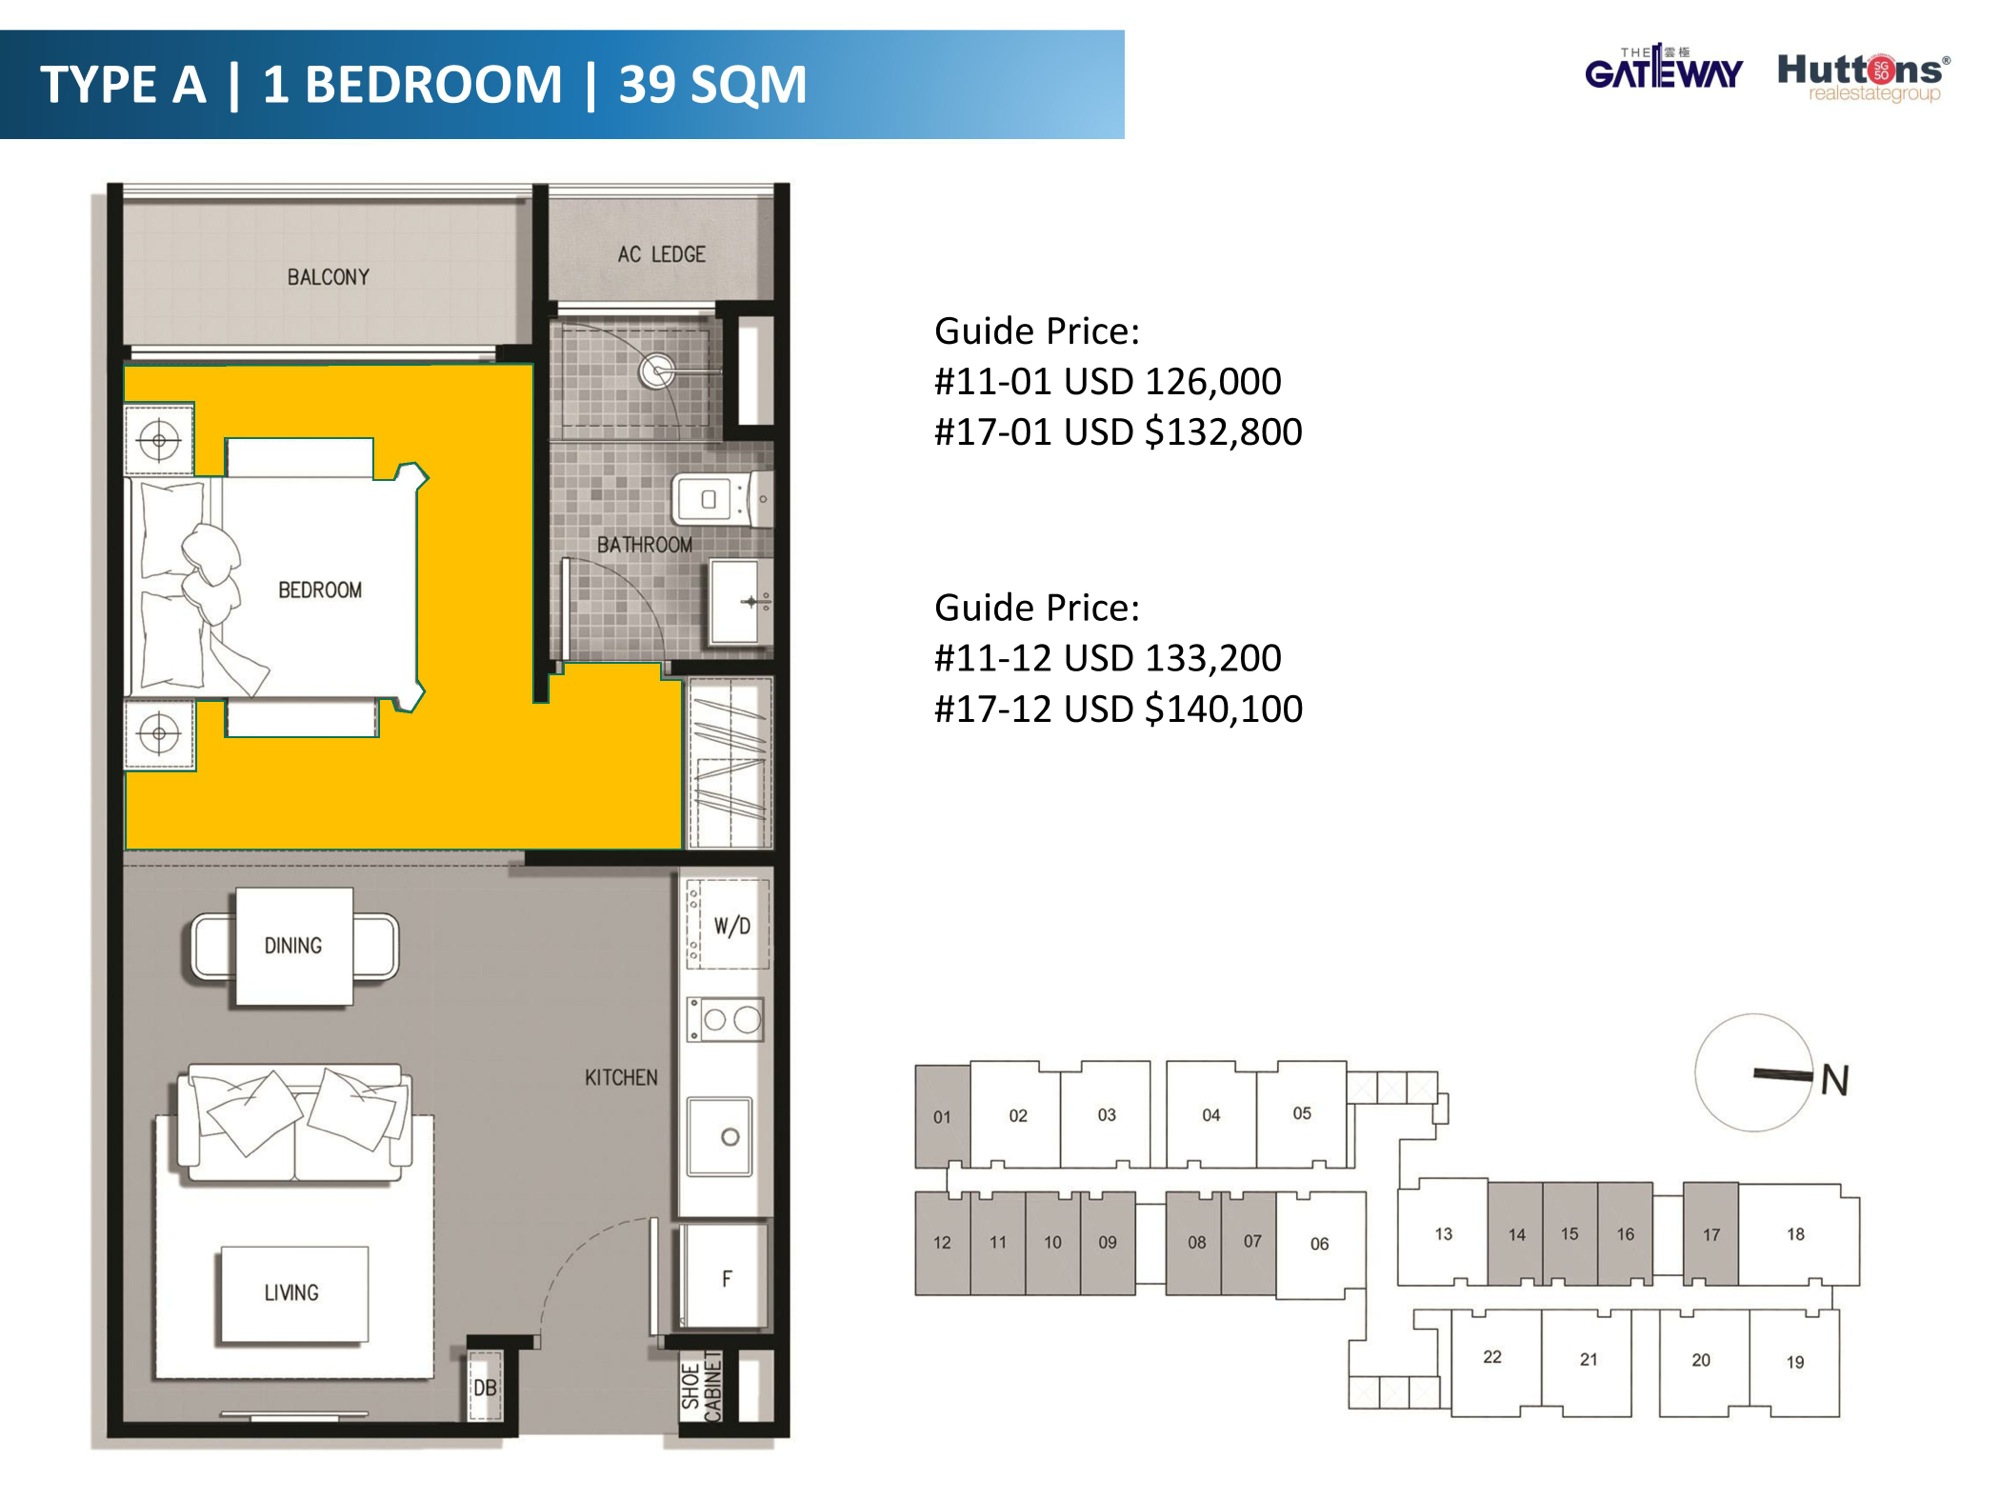 TYPE A | 1 BEDROOM | 39 SQM
THE 雲極
GATEWAY
Huttons®
SG
50
realestategroup
BALCONY
AC LEDGE
BATHROOM
BEDROOM
DINING
W/D
KITCHEN
LIVING
F
DB
SHOE
CABINET
Guide Price:
#11-01 USD 126,000
#17-01 USD $132,800
Guide Price:
#11-12 USD 133,200
#17-12 USD $140,100
N
01
02
03
04
05
12
11
10
09
08
07
06
13
14
15
16
17
18
22
21
20
19